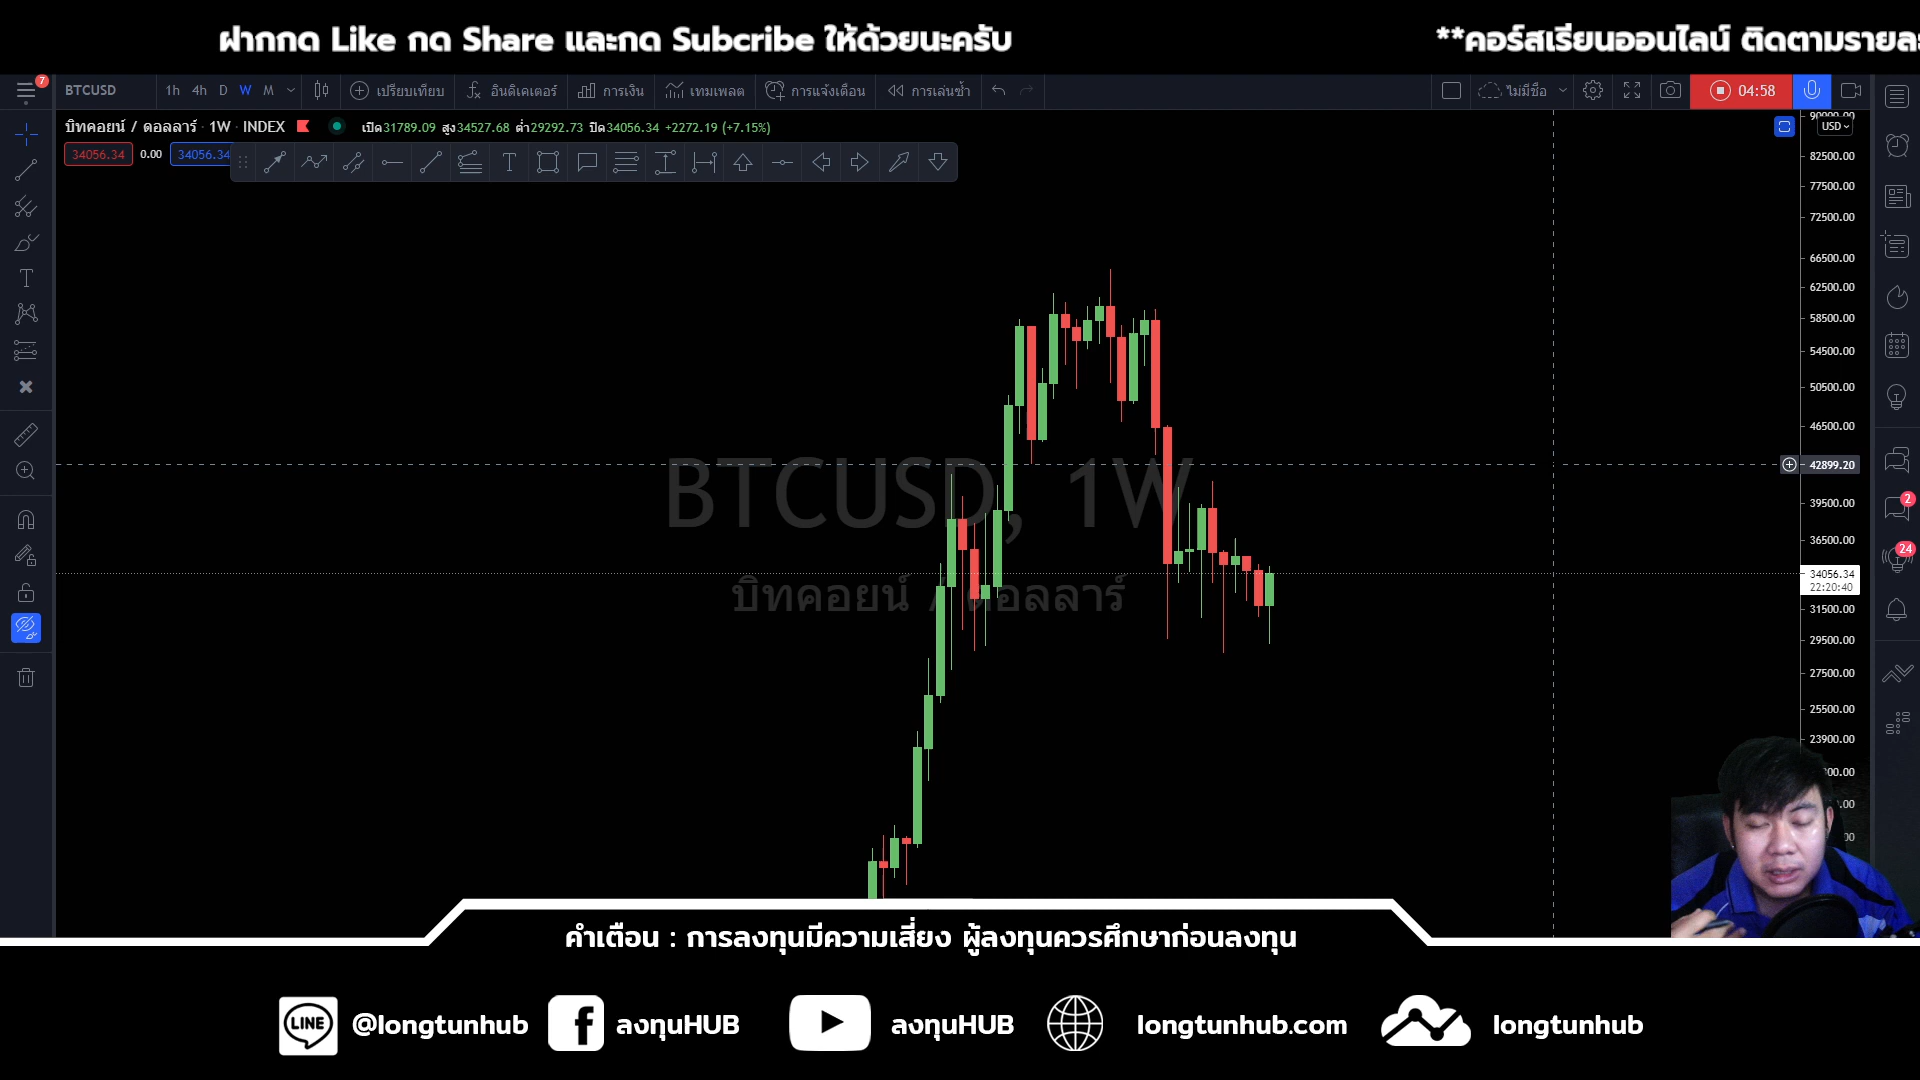 ฝากกด Like กด Share และกด Subcribe ให้ด้วยนะครับ
**คอร์สเรียนออนไลน์ ติดตามรายละ
7
BTCUSD 1h 4h D W M เปรียบเทียบ อินดิเคเตอร์ การเงิน เทมเพลต การแจ้งเตือน การเล่นซ้ำ ไม่มีชื่อ 04:58
บิทคอยน์ / ดอลลาร์ · 1W · INDEX เปิด31789.09 สูง34527.68 ต่ำ29292.73 ปิด34056.34 +2272.19 (+7.15%)
34056.34 0.00 34056.34
T
90000.00
USD
82500.00
77500.00
72500.00
66500.00
62500.00
58500.00
54500.00
50500.00
46500.00
42899.20
39500.00
36500.00
34056.34
22:20:40
31500.00
29500.00
27500.00
25500.00
23900.00
2
24
BTCUSD, 1W
บิทคอยน์ / ดอลลาร์
คำเตือน : การลงทุนมีความเสี่ยง ผู้ลงทุนควรศึกษาก่อนลงทุน
LINE @longtunhub ลงทุนHUB ลงทุนHUB longtunhub.com longtunhub